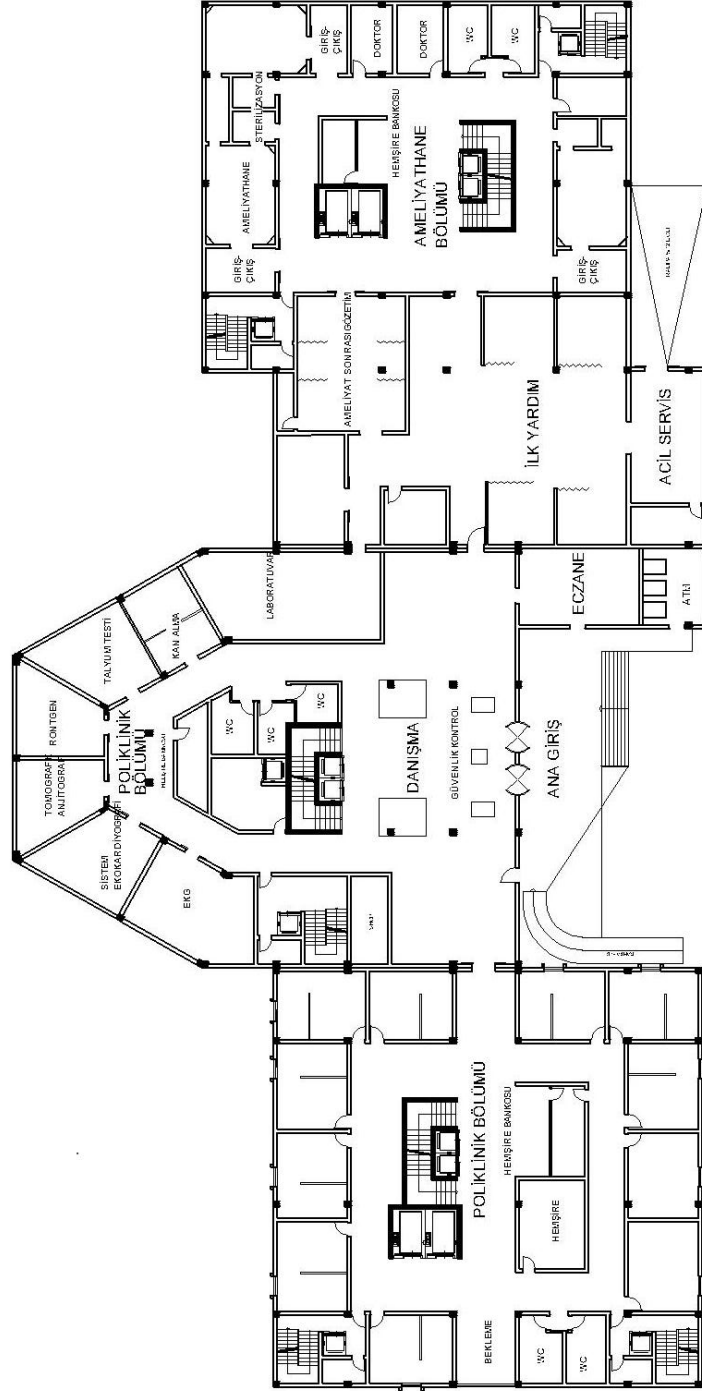 GİRİŞ-
ÇIKIŞ
DOKTOR
DOKTOR
WC
WC
STERİLİZASYON
AMELİYATHANE
HEMŞİRE BANKOSU
AMELİYATHANE
BÖLÜMÜ
GİRİŞ-
ÇIKIŞ
GİRİŞ-
ÇIKIŞ
AMELİYAT SONRASI GÖZETİM
İLK YARDIM
ACİL SERVİS
LABORATUVAR
ECZANE
ATM
KAN ALMA
TALYUM TESTİ
RONTGEN
TOMOGRAFİ
ANJİTOGRAFİ
POLİKLİNİK
BÖLÜMÜ
SİSTEM
EKOKARDİYOGRAFİ
EKG
WC
WC
WC
DANIŞMA
GÜVENLİK KONTROL
ANA GİRİŞ
POLİKLİNİK BÖLÜMÜ
HEMŞİRE BANKOSU
HEMŞİRE
BEKLEME
WC
WC